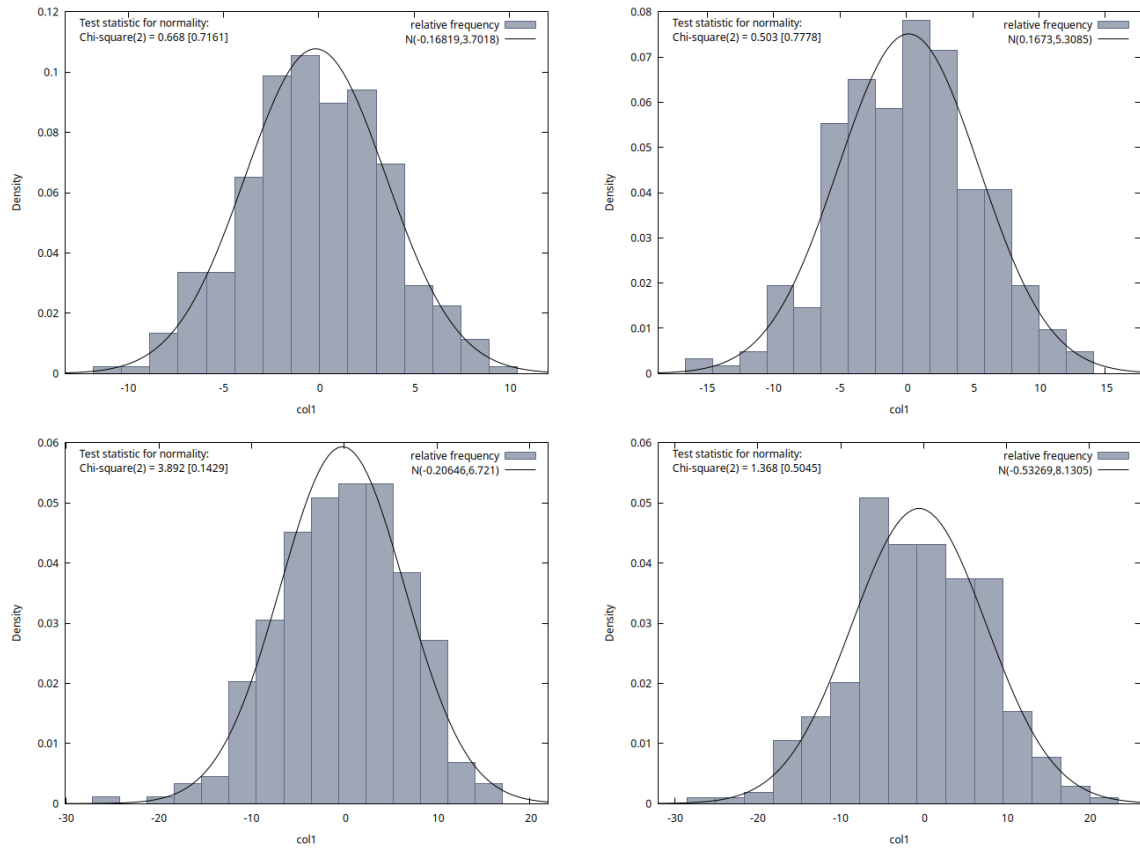 Test statistic for normality:
Chi-square(2) = 0.668 [0.7161]
relative frequency
N(-0.16819,3.7018)
0.12
0.1
0.08
0.06
0.04
0.02
0
Density
-10 -5 0 5 10
col1
Test statistic for normality:
Chi-square(2) = 0.503 [0.7778]
relative frequency
N(0.1673,5.3085)
0.08
0.07
0.06
0.05
0.04
0.03
0.02
0.01
0
Density
-15 -10 -5 0 5 10 15
col1
Test statistic for normality:
Chi-square(2) = 3.892 [0.1429]
relative frequency
N(-0.20646,6.721)
0.06
0.05
0.04
0.03
0.02
0.01
0
Density
-30 -20 -10 0 10 20
col1
Test statistic for normality:
Chi-square(2) = 1.368 [0.5045]
relative frequency
N(-0.53269,8.1305)
0.06
0.05
0.04
0.03
0.02
0.01
0
Density
-30 -20 -10 0 10 20
col1